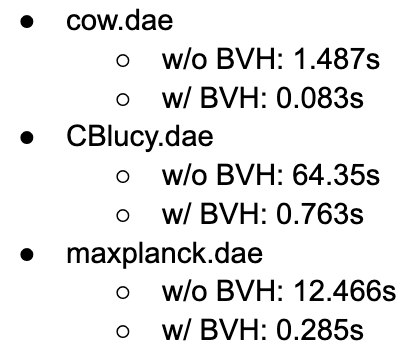 ● cow.dae
○ w/o BVH: 1.487s
○ w/ BVH: 0.083s
● CBlucy.dae
○ w/o BVH: 64.35s
○ w/ BVH: 0.763s
● maxplanck.dae
○ w/o BVH: 12.466s
○ w/ BVH: 0.285s